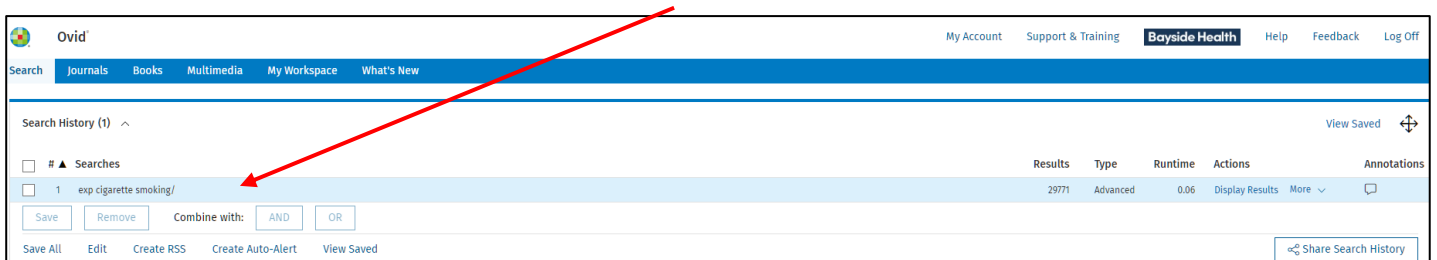 Ovid® My Account Support & Training Bayside Health Help Feedback Log Off
Search Journals Books Multimedia My Workspace What's New
Search History (1) View Saved
# ▲ Searches Results Type Runtime Actions Annotations
1 exp cigarette smoking/ 29771 Advanced 0.06 Display Results More
Save Remove Combine with: AND OR
Save All Edit Create RSS Create Auto-Alert View Saved Share Search History